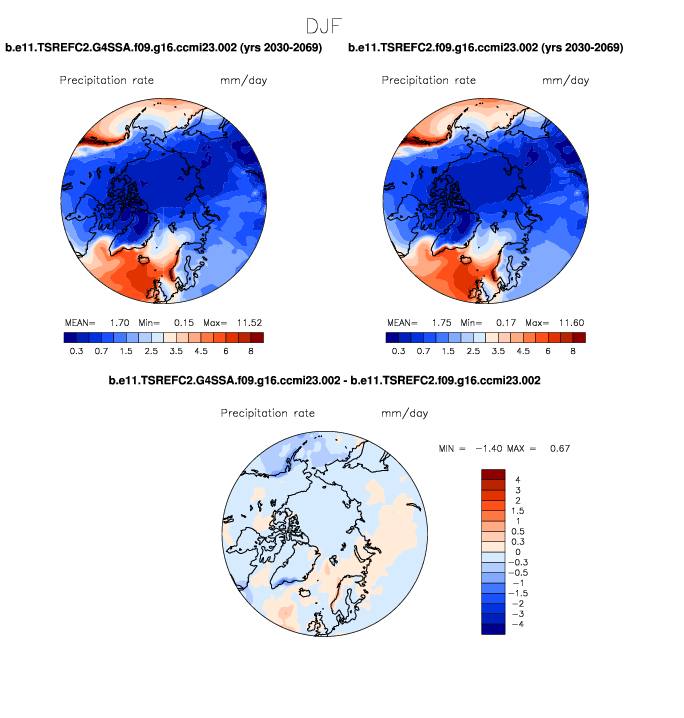 DJF
b.e11.TSREFC2.G4SSA.f09.g16.ccmi23.002 (yrs 2030-2069) b.e11.TSREFC2.f09.g16.ccmi23.002 (yrs 2030-2069)
Precipitation rate mm/day Precipitation rate mm/day
MEAN= 1.70 Min= 0.15 Max= 11.52 MEAN= 1.75 Min= 0.17 Max= 11.60
0.3 0.7 1.5 2.5 3.5 4.5 6 8 0.3 0.7 1.5 2.5 3.5 4.5 6 8
b.e11.TSREFC2.G4SSA.f09.g16.ccmi23.002 - b.e11.TSREFC2.f09.g16.ccmi23.002
Precipitation rate mm/day
MIN = -1.40 MAX = 0.67
4
3
2
1.5
1
0.5
0.3
0
-0.3
-0.5
-1
-1.5
-2
-3
-4